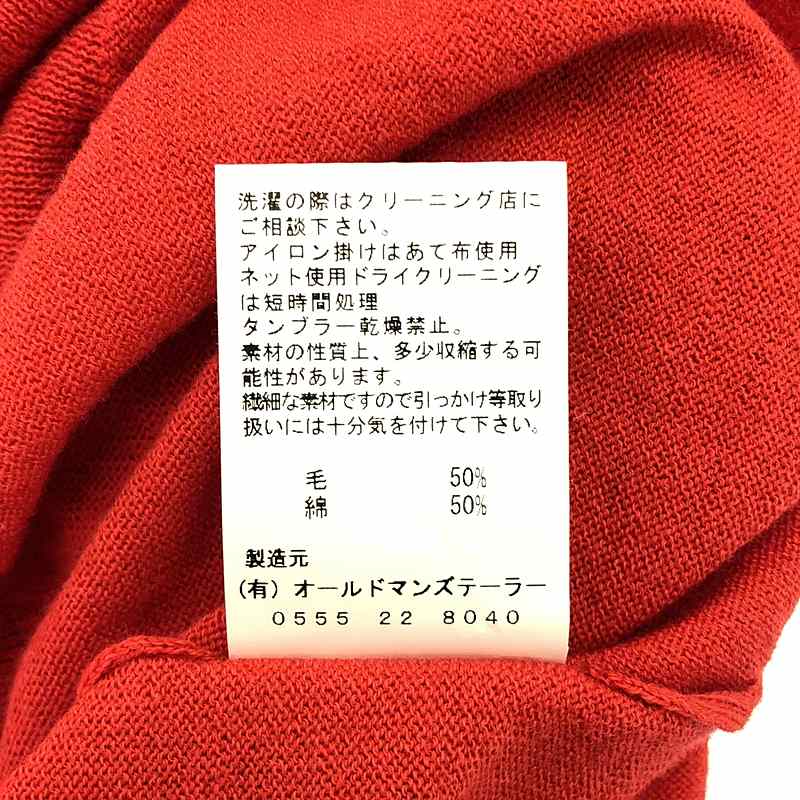 洗濯の際はクリーニング店に
ご相談下さい。
アイロン掛けはあて布使用
ネット使用ドライクリーニング
は短時間処理
タンブラー乾燥禁止。
素材の性質上、多少収縮する可
能性があります。
繊細な素材ですので引っかけ等取り
扱いには十分気を付けて下さい。
毛 50%
綿 50%
製造元
(有) オールドマンズテーラー
0555 22 8040